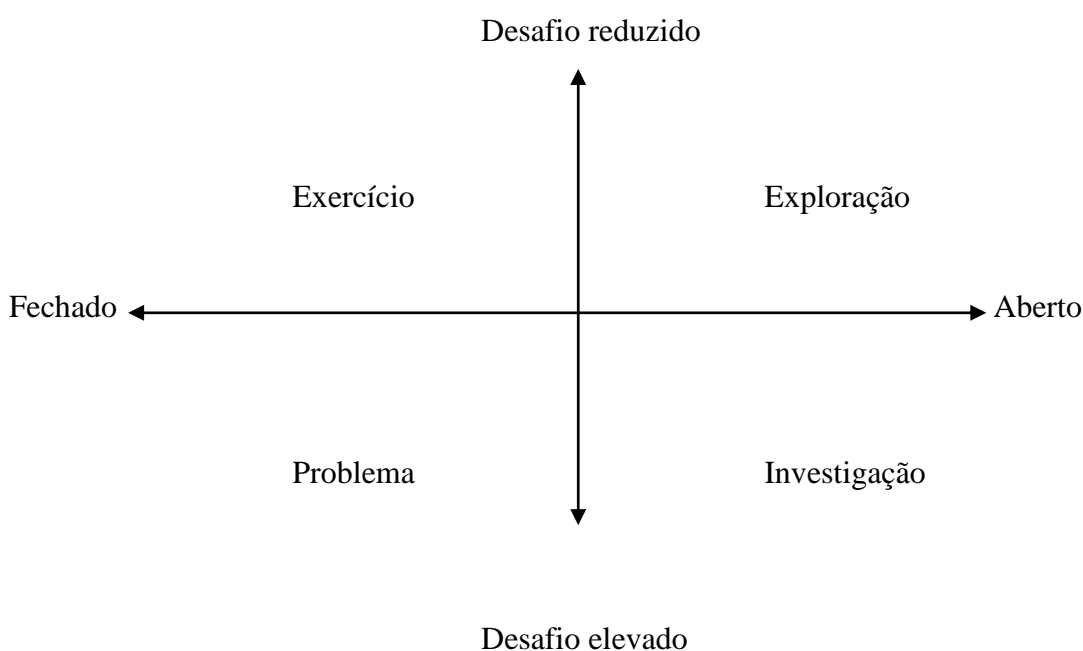 Desafio reduzido
Exercício
Exploração
Fechado
Aberto
Problema
Investigação
Desafio elevado